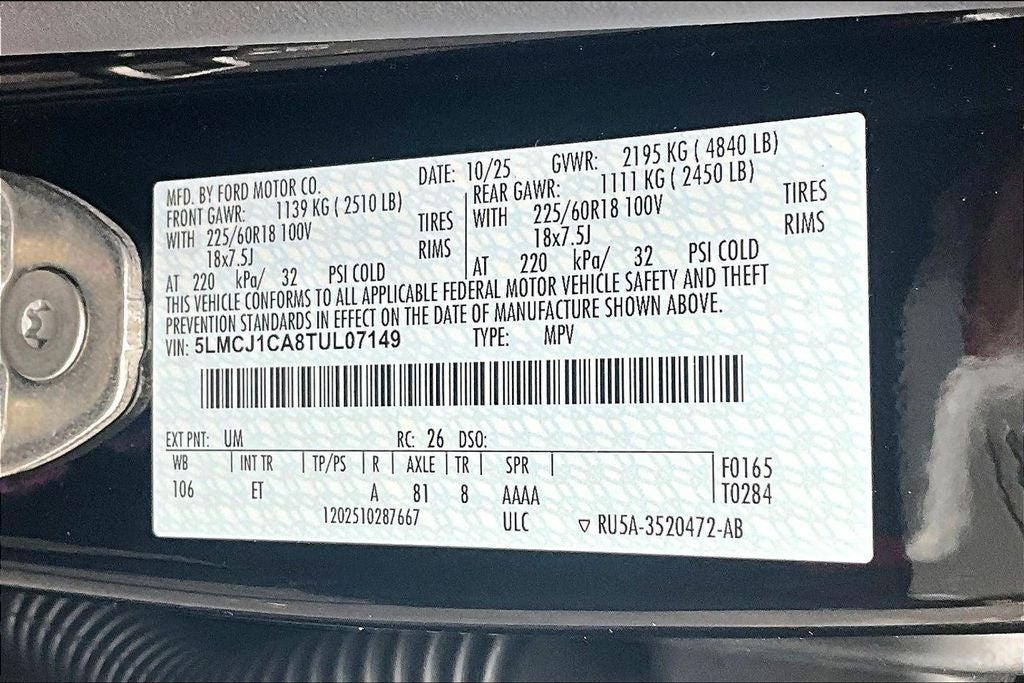 MFD. BY FORD MOTOR CO. DATE: 10/25 GVWR: 2195 KG ( 4840 LB)
FRONT GAWR: 1139 KG ( 2510 LB) REAR GAWR: 1111 KG ( 2450 LB)
WITH 225/60R18 100V TIRES WITH 225/60R18 100V TIRES
18x7.5J RIMS 18x7.5J RIMS
AT 220 kPa/ 32 PSI COLD AT 220 kPa/ 32 PSI COLD
THIS VEHICLE CONFORMS TO ALL APPLICABLE FEDERAL MOTOR VEHICLE SAFETY AND THEFT
PREVENTION STANDARDS IN EFFECT ON THE DATE OF MANUFACTURE SHOWN ABOVE.
VIN: 5LMCJ1CA8TUL07149 TYPE: MPV
EXT PNT: UM RC: 26 DSO:
WB INT TR TP/PS R AXLE TR SPR F0165
106 ET A 81 8 AAAA T0284
1202510287667 ULC ▽ RU5A-3520472-AB